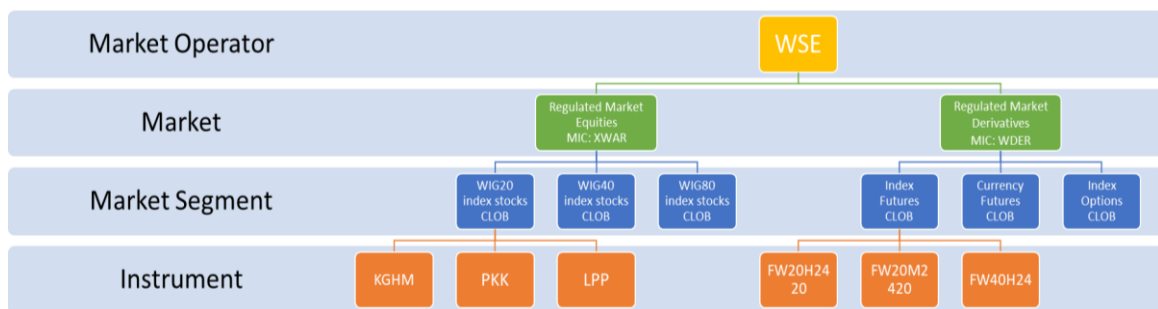 Market Operator
WSE
Market
Regulated Market
Equities
MIC: XWAR
Regulated Market
Derivatives
MIC: WDER
Market Segment
WIG20
index stocks
CLOB
WIG40
index stocks
CLOB
WIG80
index stocks
CLOB
Index
Futures
CLOB
Currency
Futures
CLOB
Index
Options
CLOB
Instrument
KGHM
PKK
LPP
FW20H24
20
FW20M2
420
FW40H24